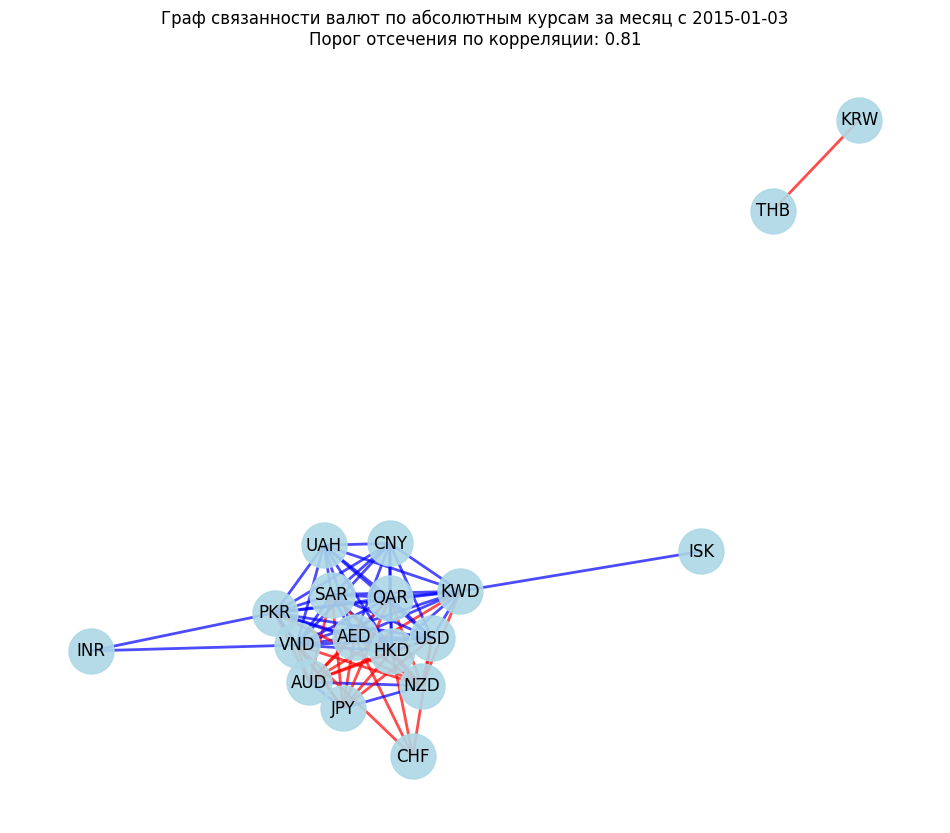 Граф связанности валют по абсолютным курсам за месяц с 2015-01-03
Порог отсечения по корреляции: 0.81
KRW
THB
UAH
CNY
ISK
SAR
QAR
KWD
PKR
AED
USD
VND
HKD
INR
AUD
NZD
JPY
CHF